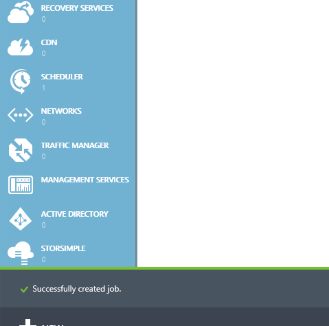 RECOVERY SERVICES
0
CDN
0
SCHEDULER
1
NETWORKS
0
TRAFFIC MANAGER
0
MANAGEMENT SERVICES
ACTIVE DIRECTORY
0
STORSIMPLE
0
Successfully created job.
NEW